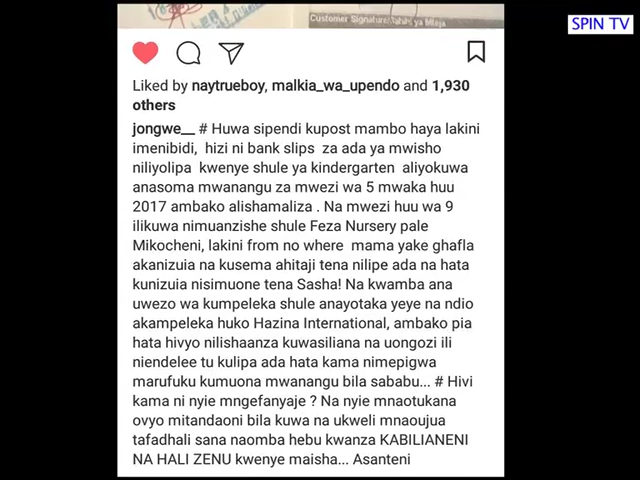 SPIN TV
Customer Signature/Sahihi ya Mteja
Liked by naytrueboy, malkia_wa_upendo and 1,930
others
jongwe__ # Huwa sipendi kupost mambo haya lakini
imenibidi, hizi ni bank slips za ada ya mwisho
niliyolipa kwenye shule ya kindergarten aliyokuwa
anasoma mwanangu za mwezi wa 5 mwaka huu
2017 ambako alishamaliza . Na mwezi huu wa 9
ilikuwa nimuanzishe shule Feza Nursery pale
Mikocheni, lakini from no where mama yake ghafla
akanizuia na kusema ahitaji tena nilipe ada na hata
kunizuia nisimuone tena Sasha! Na kwamba ana
uwezo wa kumpeleka shule anayotaka yeye na ndio
akampeleka huko Hazina International, ambako pia
hata hivyo nilishaanza kuwasiliana na uongozi ili
niendelee tu kulipa ada hata kama nimepigwa
marufuku kumuona mwanangu bila sababu... # Hivi
kama ni nyie mngefanyaje ? Na nyie mnaotukana
ovyo mitandaoni bila kuwa na ukweli mnaoujua
tafadhali sana naomba hebu kwanza KABILIANENI
NA HALI ZENU kwenye maisha... Asanteni